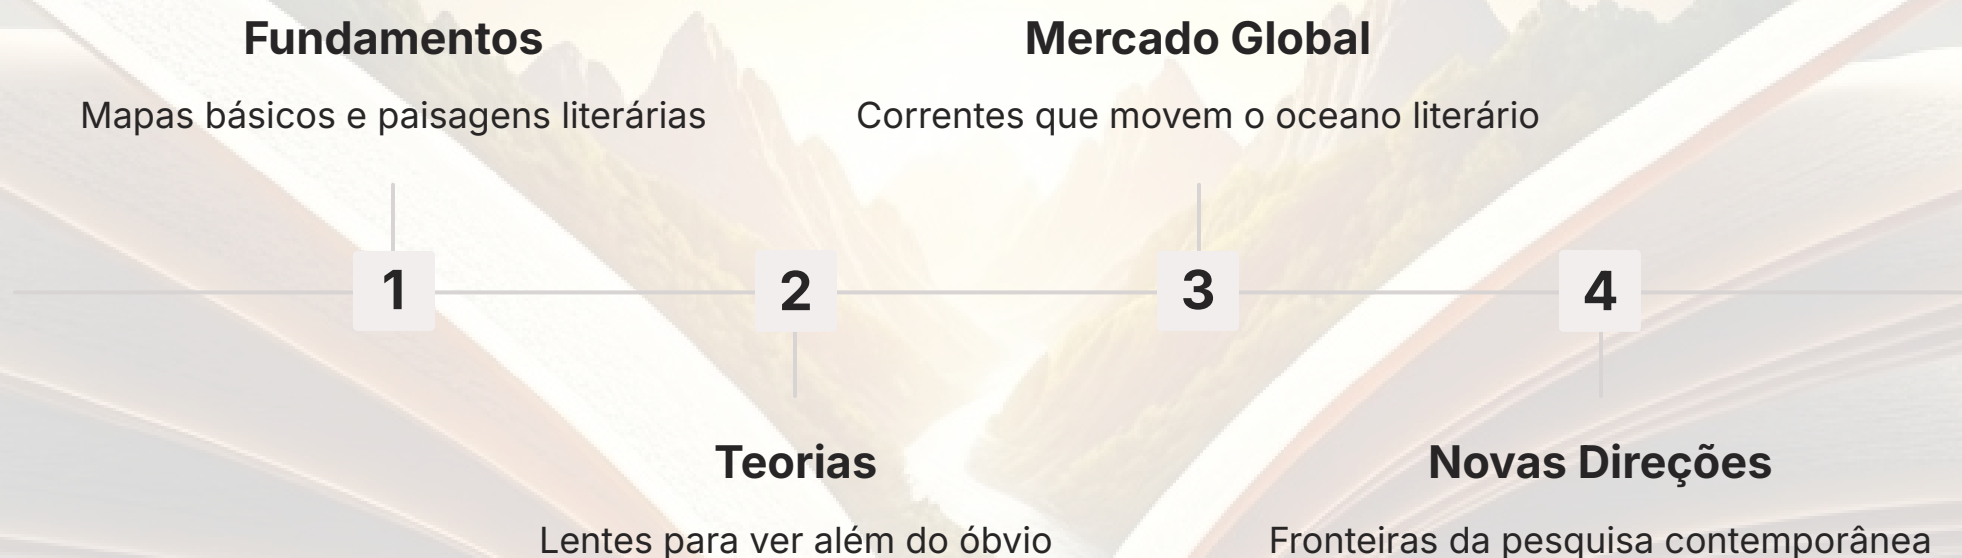 Fundamentos
Mapas básicos e paisagens literárias
Mercado Global
Correntes que movem o oceano literário
1
2
3
4
Teorias
Lentes para ver além do óbvio
Novas Direções
Fronteiras da pesquisa contemporânea